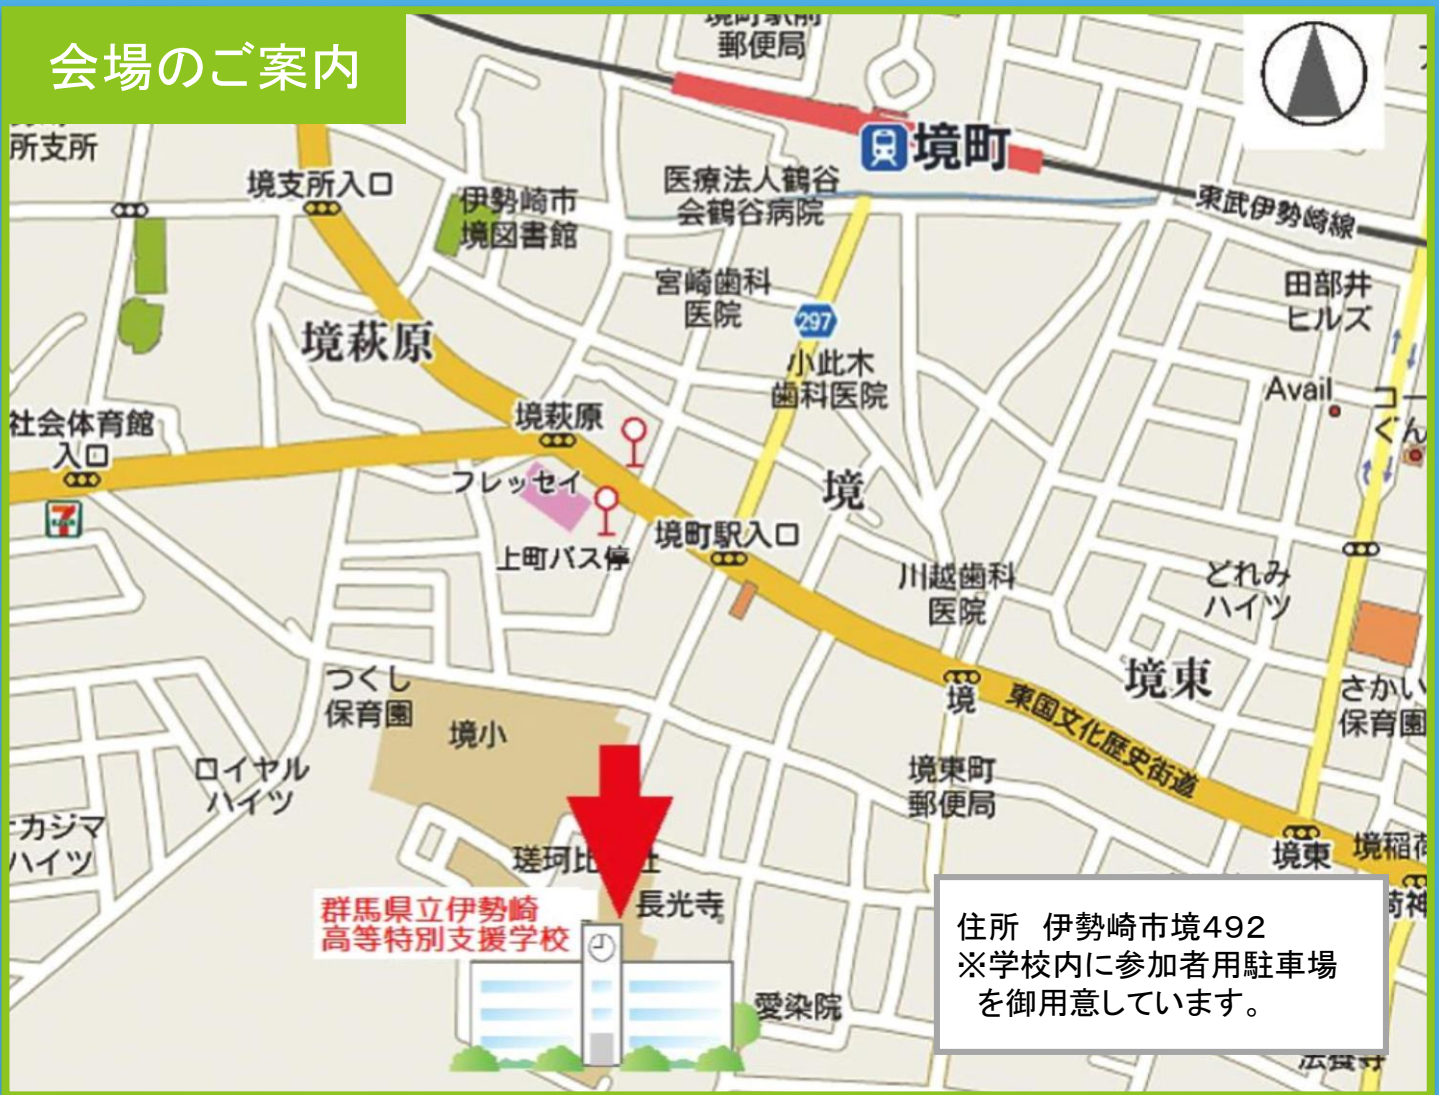 会場のご案内
郵便局
所支所
境町
境支所入口
医療法人鶴谷
会鶴谷病院
伊勢崎市
境図書館
東武伊勢崎線
宮崎歯科
医院
297
田部井
ヒルズ
境萩原
小此木
歯科医院
Avail
社会体育館
入口
境萩原
フレッセイ
境
7
上町バス停
境町駅入口
川越歯科
医院
どれみ
ハイツ
つくし
保育園
境小
境
境東
東国文化歴史街道
さかい
保育園
ロイヤル
ハイツ
境東町
郵便局
カジマ
ハイツ
境東
長光寺
群馬県立伊勢崎
高等特別支援学校
愛染院
住所　伊勢崎市境492
※学校内に参加者用駐車場
を御用意しています。